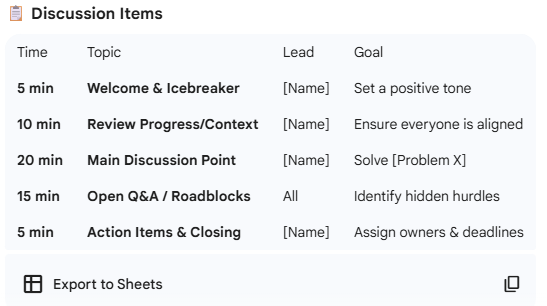 📋 Discussion Items
Time Topic Lead Goal
5 min Welcome & Icebreaker [Name] Set a positive tone
10 min Review Progress/Context [Name] Ensure everyone is aligned
20 min Main Discussion Point [Name] Solve [Problem X]
15 min Open Q&A / Roadblocks All Identify hidden hurdles
5 min Action Items & Closing [Name] Assign owners & deadlines
Export to Sheets